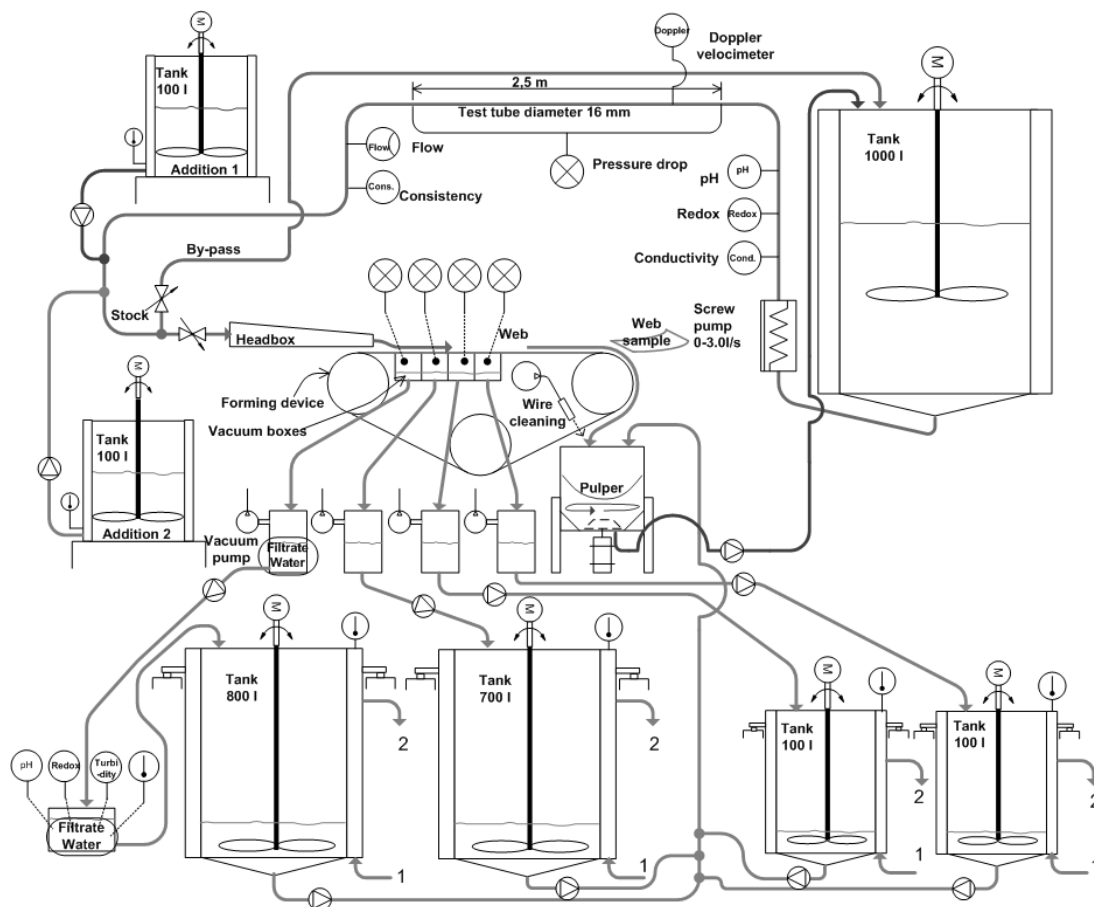 M
Tank
100 l
Addition 1
Doppler
Doppler
velocimeter
2,5 m
Test tube diameter 16 mm
Flow
Flow
Cons.
Consistency
Pressure drop
pH
pH
Redox
Redox
Conductivity
Cond.
M
Tank
1000 l
By-pass
Stock
Headbox
Web
Web
sample
Screw
pump
0-3.0l/s
Forming device
Vacuum boxes
Wire
cleaning
M
Tank
100 l
Addition 2
Pulper
Vacuum
pump
Filtrate
Water
M
Tank
800 l
2
1
M
Tank
700 l
2
1
M
Tank
100 l
2
1
M
Tank
100 l
2
1
pH
Redox
Turbi
-dity
Filtrate
Water